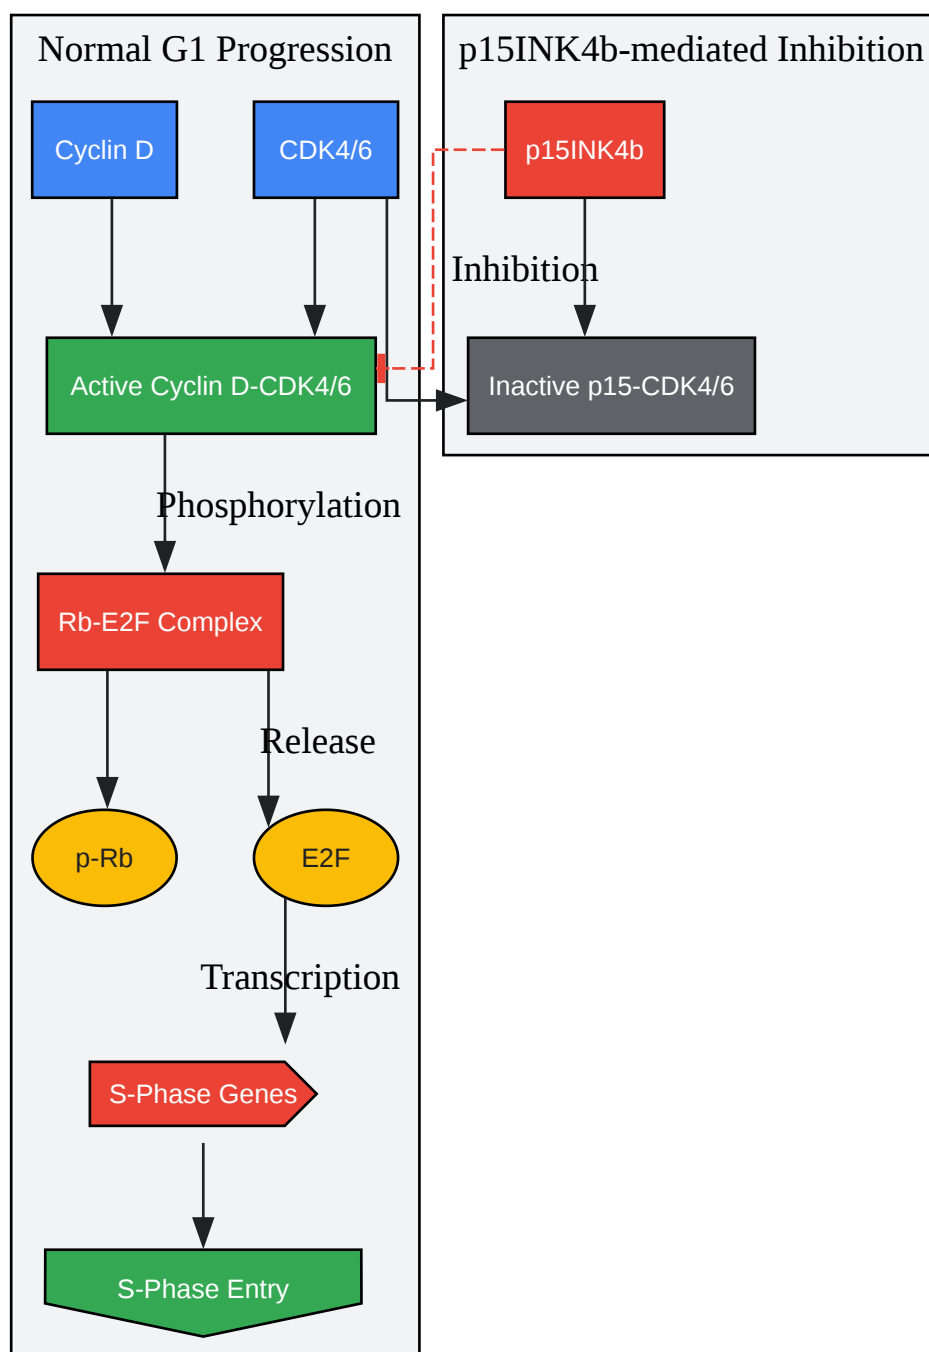 Normal G1 Progression
p15INK4b-mediated Inhibition
Cyclin D
CDK4/6
p15INK4b
Inhibition
Active Cyclin D-CDK4/6
Inactive p15-CDK4/6
Phosphorylation
Rb-E2F Complex
Release
p-Rb
E2F
Transcription
S-Phase Genes
S-Phase Entry